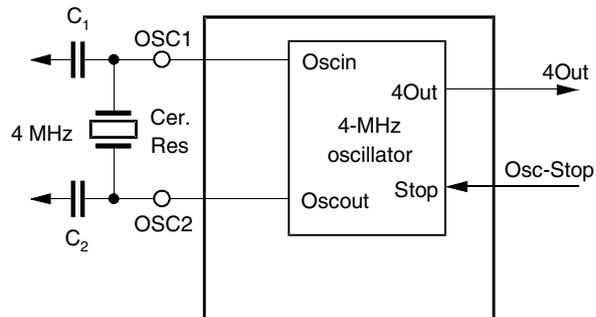 C1
OSC1
Oscin
4Out
4Out
4 MHz
Cer.
Res
4-MHz
oscillator
Osc-Stop
Stop
Oscout
OSC2
C2